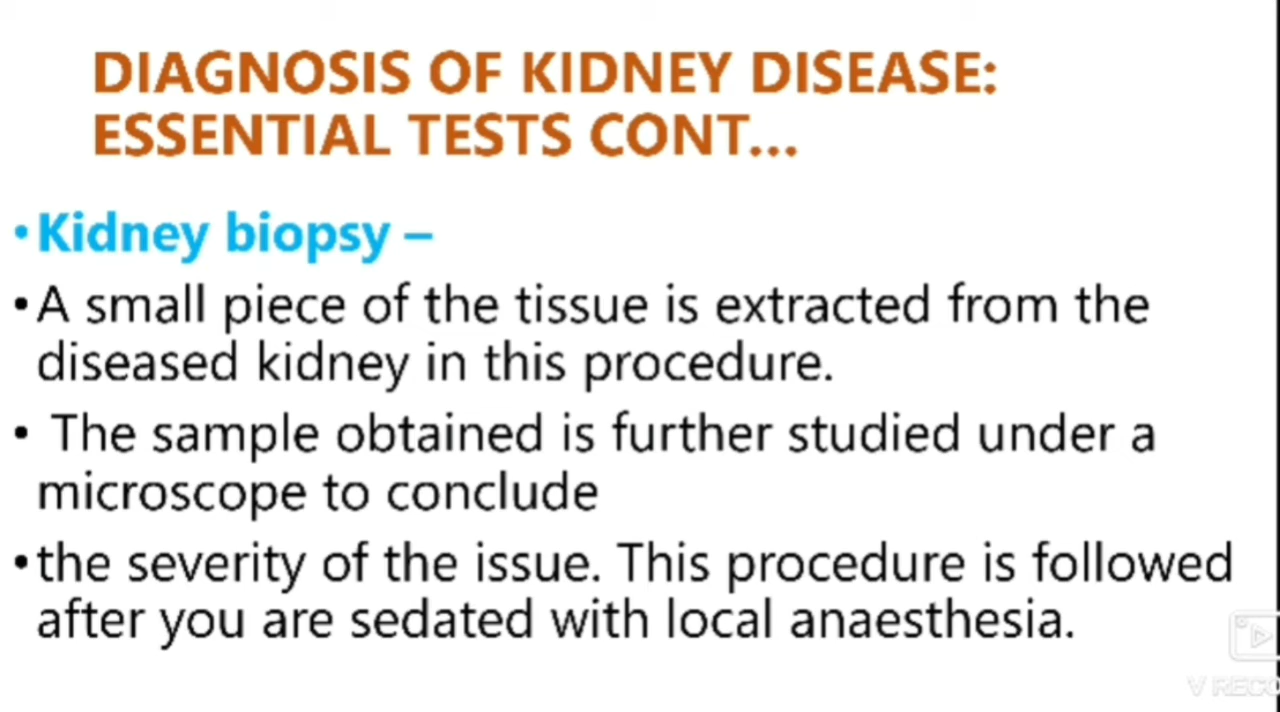 DIAGNOSIS OF KIDNEY DISEASE:
ESSENTIAL TESTS CONT...
•Kidney biopsy –
•A small piece of the tissue is extracted from the
diseased kidney in this procedure.
• The sample obtained is further studied under a
microscope to conclude
•the severity of the issue. This procedure is followed
after you are sedated with local anaesthesia.
V RECO